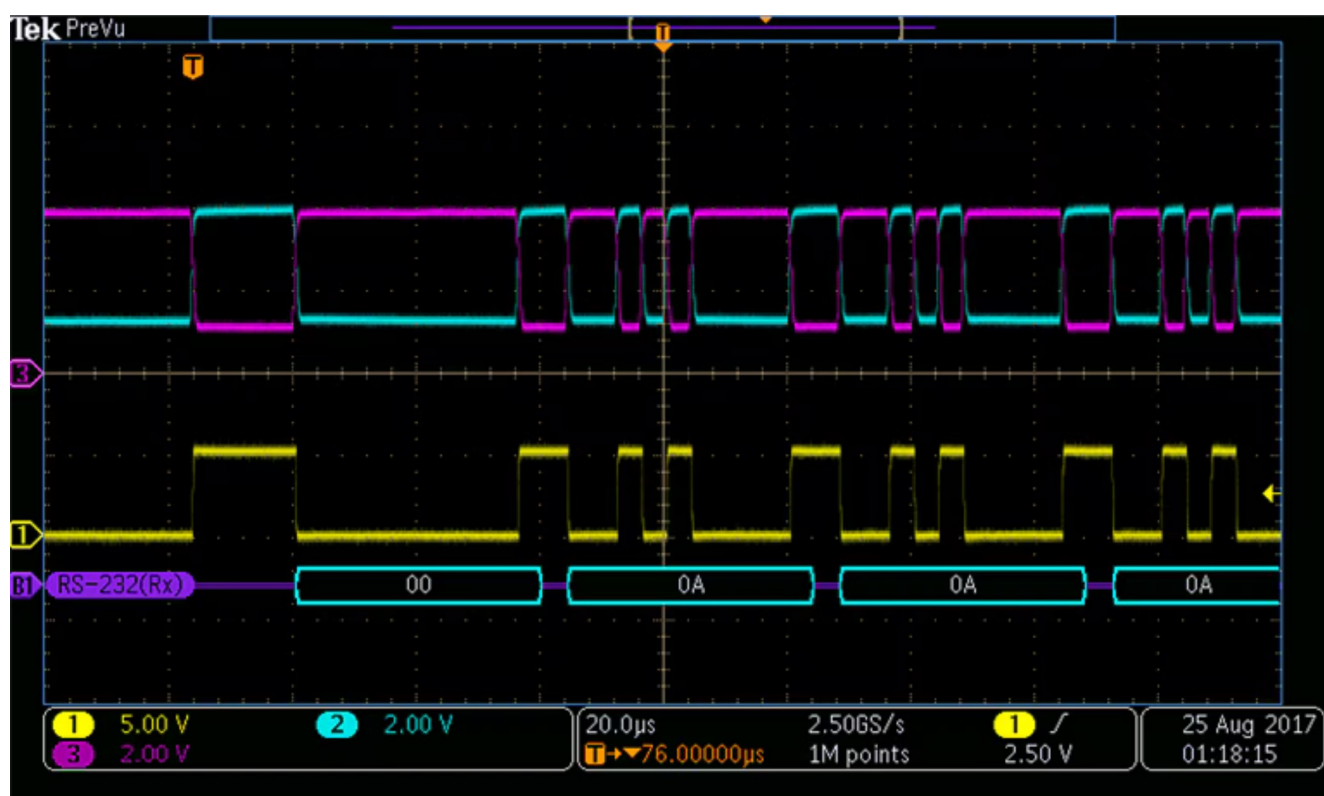 Tek PreVu
T
T
3
1
B1 RS-232(Rx) 00 0A 0A 0A
1 5.00 V 2 2.00 V 20.0µs 2.50GS/s 1 25 Aug 2017
3 2.00 V T→▼76.00000µs 1M points 2.50 V 01:18:15